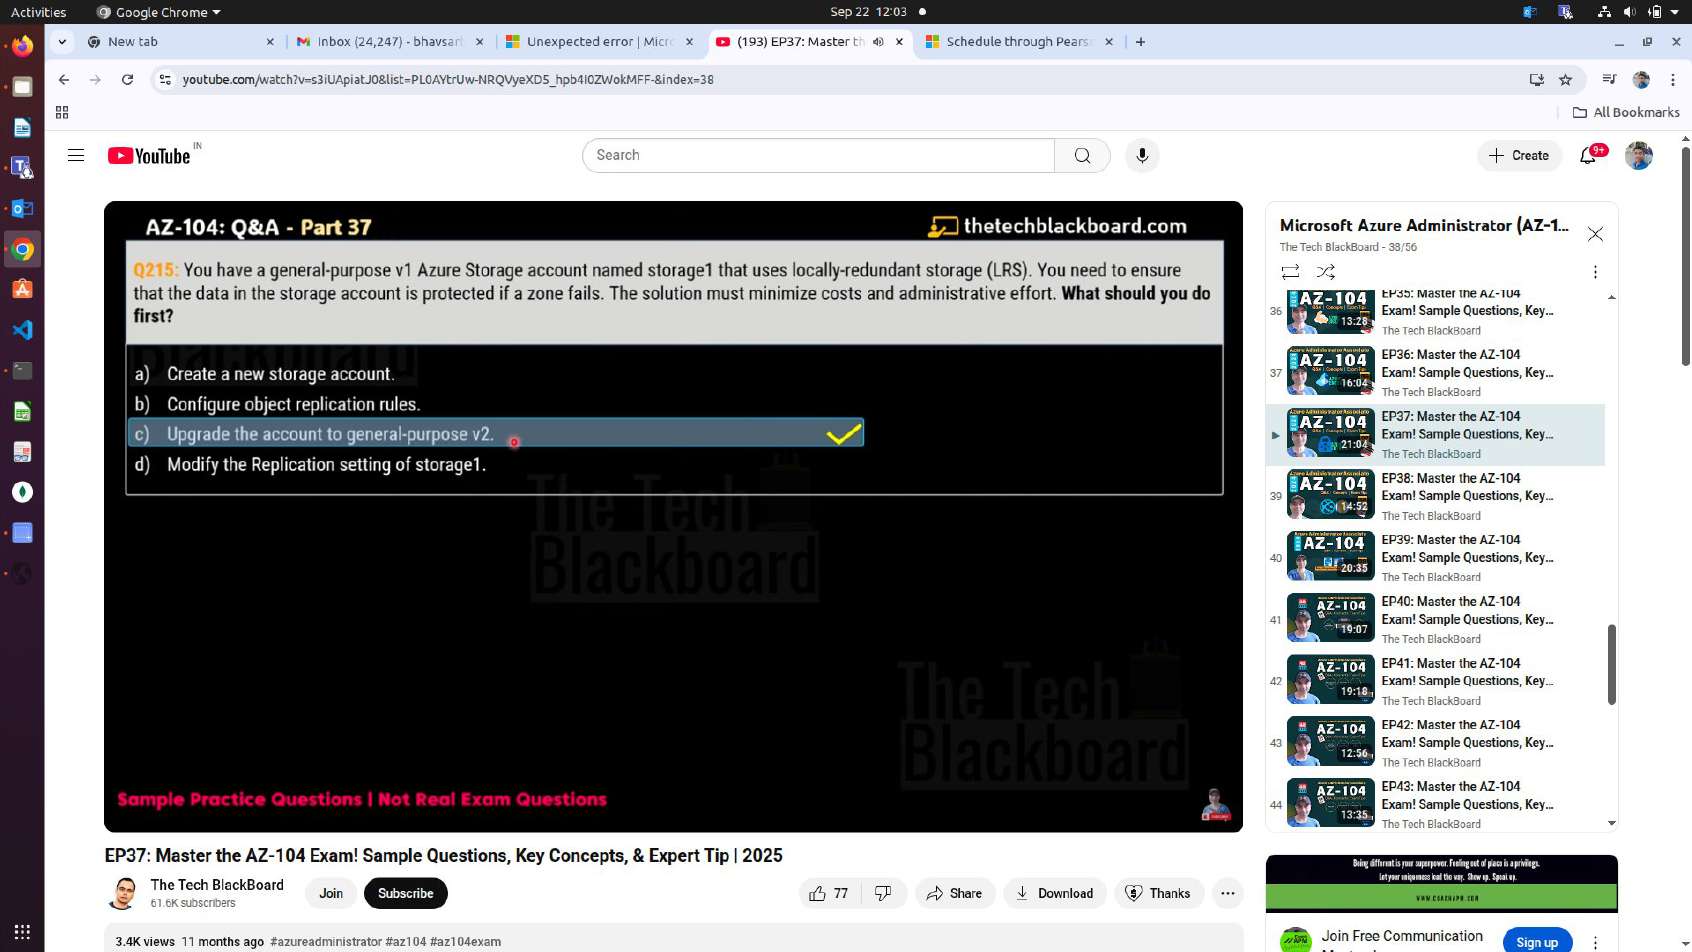 Activities
Google Chrome
Sep 22 12:03
New tab
Inbox (24,247) - bhavsarl
Unexpected error | Micro
(193) EP37: Master th
Schedule through Pearso
youtube.com/watch?v=s3iUApiatJ0&list=PL0AYtrUw-NRQVyeXD5_hpb4I0ZWokMFF-&index=38
All Bookmarks
YouTube IN
Search
Create
9+
AZ-104: Q&A - Part 37
thetechblackboard.com
Q215: You have a general-purpose v1 Azure Storage account named storage1 that uses locally-redundant storage (LRS). You need to ensure
that the data in the storage account is protected if a zone fails. The solution must minimize costs and administrative effort. What should you do
first?
a) Create a new storage account.
b) Configure object replication rules.
c) Upgrade the account to general-purpose v2.
d) Modify the Replication setting of storage1.
The Tech
Blackboard
The Tech
Blackboard
Sample Practice Questions | Not Real Exam Questions
EP37: Master the AZ-104 Exam! Sample Questions, Key Concepts, & Expert Tip | 2025
The Tech BlackBoard
61.6K subscribers
Join
Subscribe
77
Share
Download
Thanks
3.4K views 11 months ago #azureadministrator #az104 #az104exam
Microsoft Azure Administrator (AZ-1...
The Tech BlackBoard - 38/56
36
AZ-104
13:28
EP35: Master the AZ-104
Exam! Sample Questions, Key...
The Tech BlackBoard
37
AZ-104
16:04
EP36: Master the AZ-104
Exam! Sample Questions, Key...
The Tech BlackBoard
AZ-104
21:04
EP37: Master the AZ-104
Exam! Sample Questions, Key...
The Tech BlackBoard
39
AZ-104
14:52
EP38: Master the AZ-104
Exam! Sample Questions, Key...
The Tech BlackBoard
40
AZ-104
20:35
EP39: Master the AZ-104
Exam! Sample Questions, Key...
The Tech BlackBoard
41
AZ-104
19:07
EP40: Master the AZ-104
Exam! Sample Questions, Key...
The Tech BlackBoard
42
AZ-104
19:18
EP41: Master the AZ-104
Exam! Sample Questions, Key...
The Tech BlackBoard
43
AZ-104
12:56
EP42: Master the AZ-104
Exam! Sample Questions, Key...
The Tech BlackBoard
44
AZ-104
13:35
EP43: Master the AZ-104
Exam! Sample Questions, Key...
The Tech BlackBoard
Being different is your superpower. Feeling out of place is a privilege.
Let your uniqueness lead the way. Show up. Speak up.
Join Free Communication
Sign up